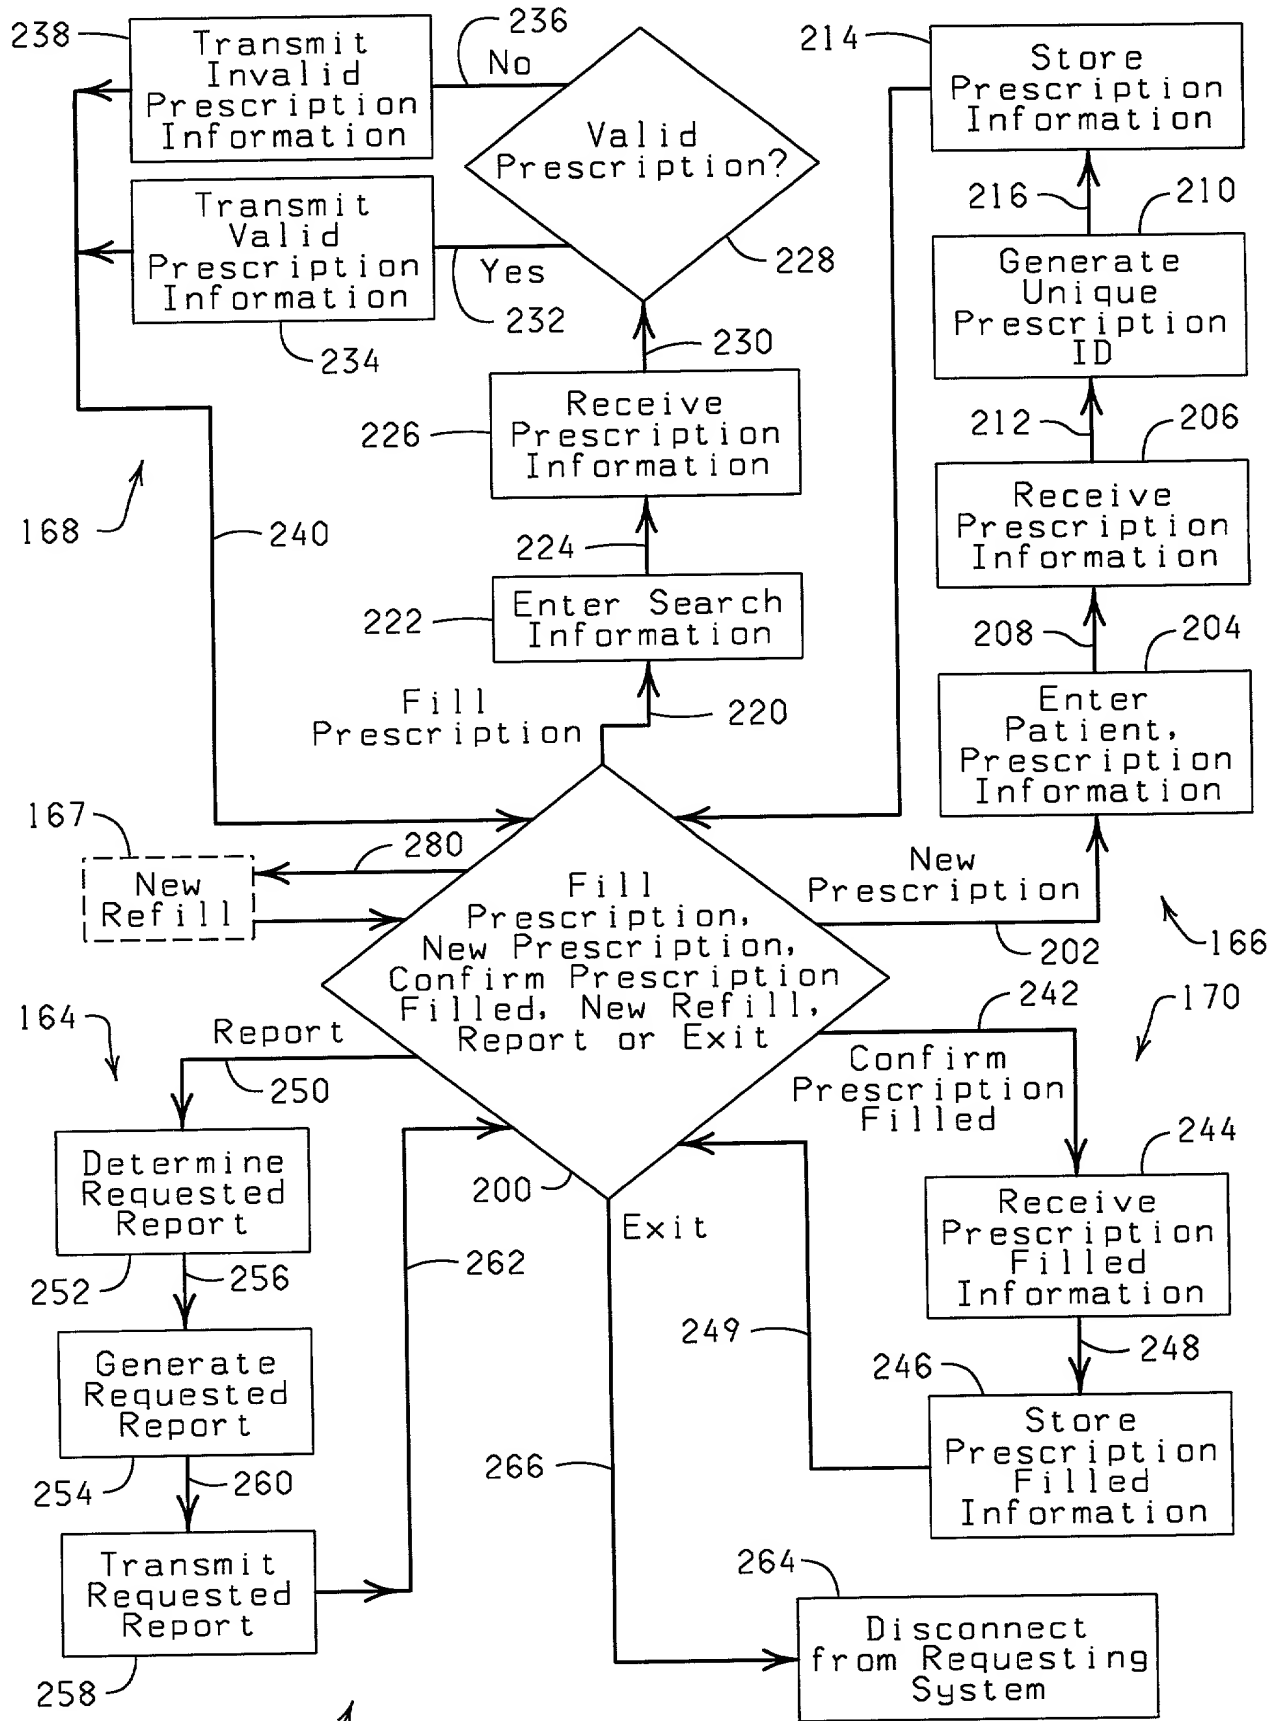 238
Transmit
Invalid
Prescription
Information
236
No
Valid
Prescription?
214
Store
Prescription
Information
Transmit
Valid
Prescription
Information
Yes
232
234
228
230
216
210
Generate
Unique
Prescription
ID
226
Receive
Prescription
Information
212
206
Receive
Prescription
Information
168
240
224
222
Enter Search
Information
208
204
Enter
Patient,
Prescription
Information
Fill
Prescription
220
167
New
Refill
280
Fill
Prescription,
New Prescription,
Confirm Prescription
Filled, New Refill,
Report or Exit
New
Prescription
202
166
164
Report
250
242
170
Confirm
Prescription
Filled
200
Exit
244
Receive
Prescription
Filled
Information
Determine
Requested
Report
252
256
262
249
248
246
Generate
Requested
Report
254
260
266
Store
Prescription
Filled
Information
Transmit
Requested
Report
258
264
Disconnect
from Requesting
System